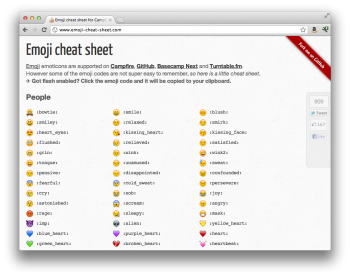 Emoji cheat sheet for Camp
www.emoji-cheat-sheet.com
Fork me on GitHub
Emoji cheat sheet
Emoji emoticons are supported on Campfire, GitHub, Basecamp Next and Turntable.fm.
However some of the emoji codes are not super easy to remember, so here is a little cheat sheet.
Got flash enabled? Click the emoji code and it will be copied to your clipboard.
Tweet
Like
People
:bowtie: :smile: :blush:
:smiley: :relaxed: :smirk:
:heart_eyes: :kissing_heart: :kissing_face:
:flushed: :relieved: :satisfied:
:grin: :wink: :wink2:
:tongue: :unamused: :sweat:
:pensive: :disappointed: :confounded:
:fearful: :cold_sweat: :persevere:
:cry: :sob: :joy:
:astonished: :scream: :angry:
:rage: :sleepy: :mask:
:imp: :alien: :yellow_heart:
:blue_heart: :purple_heart: :heart:
:green_heart: :broken_heart: :heartbeat: